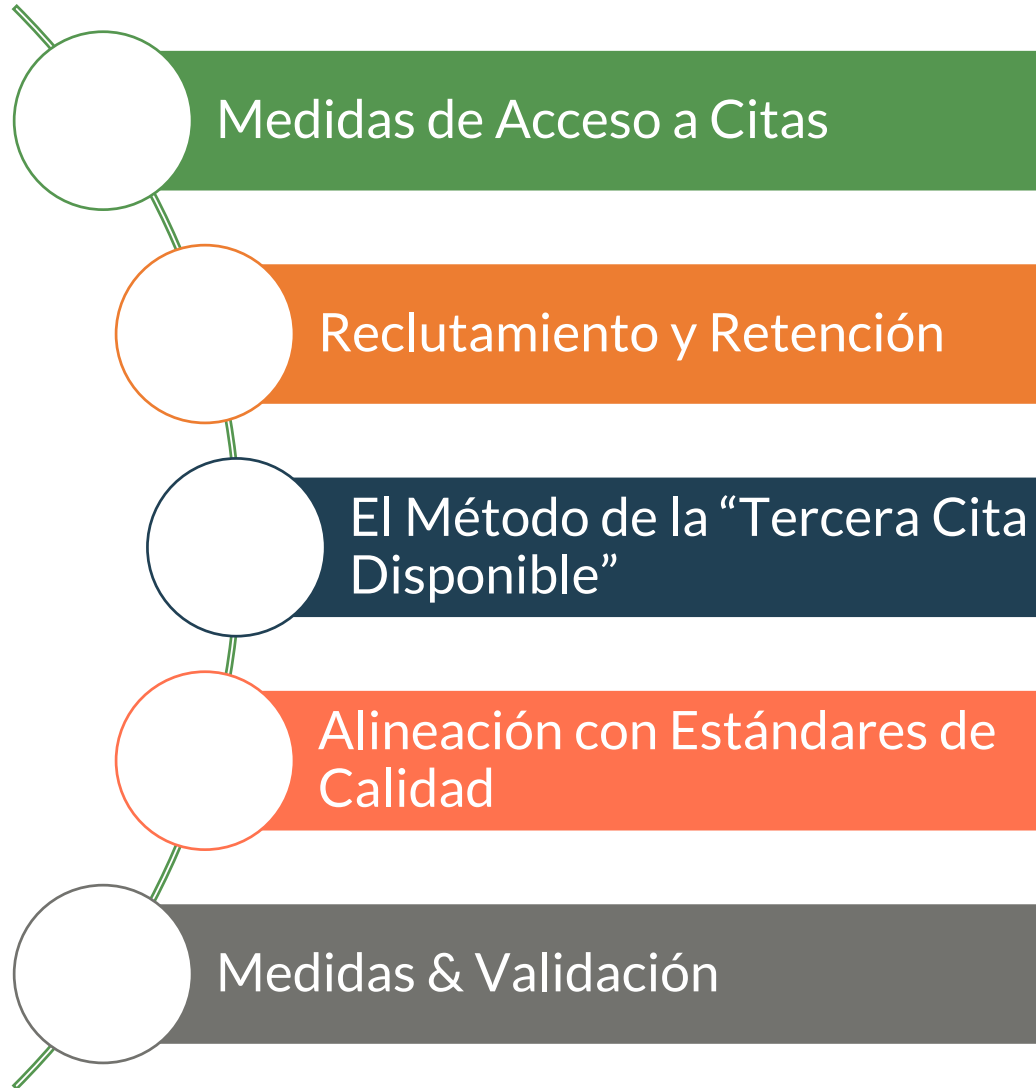 Medidas de Acceso a Citas
Reclutamiento y Retención
El Método de la “Tercera Cita
Disponible”
Alineación con Estándares de
Calidad
Medidas & Validación